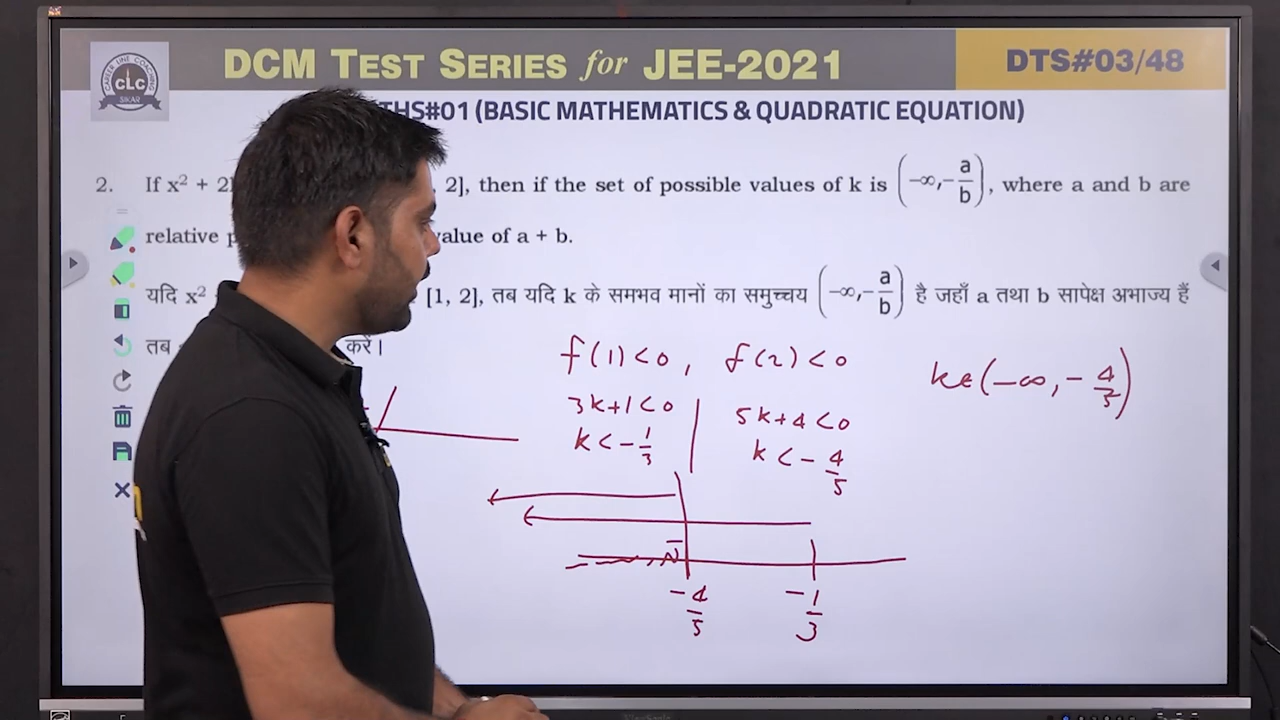 DCM TEST SERIES for JEE-2021
DTS#03/48
CLC
SIKAR
HS#01 (BASIC MATHEMATICS & QUADRATIC EQUATION)
2. If x² + 2 2], then if the set of possible values of k is (-∞, -a/b), where a and b are
relative p value of a + b.
यदि x² [1, 2], तब यदि k के समभव मानों का समुच्चय (-∞, -a/b) है जहाँ a तथा b सापेक्ष अभाज्य हैं
तब करें।
f(1)<0, f(2)<0
k∈(-∞, -4/5)
3k+1<0 5k+4<0
k<-1/3 k<-4/5
-4/5 -1/3